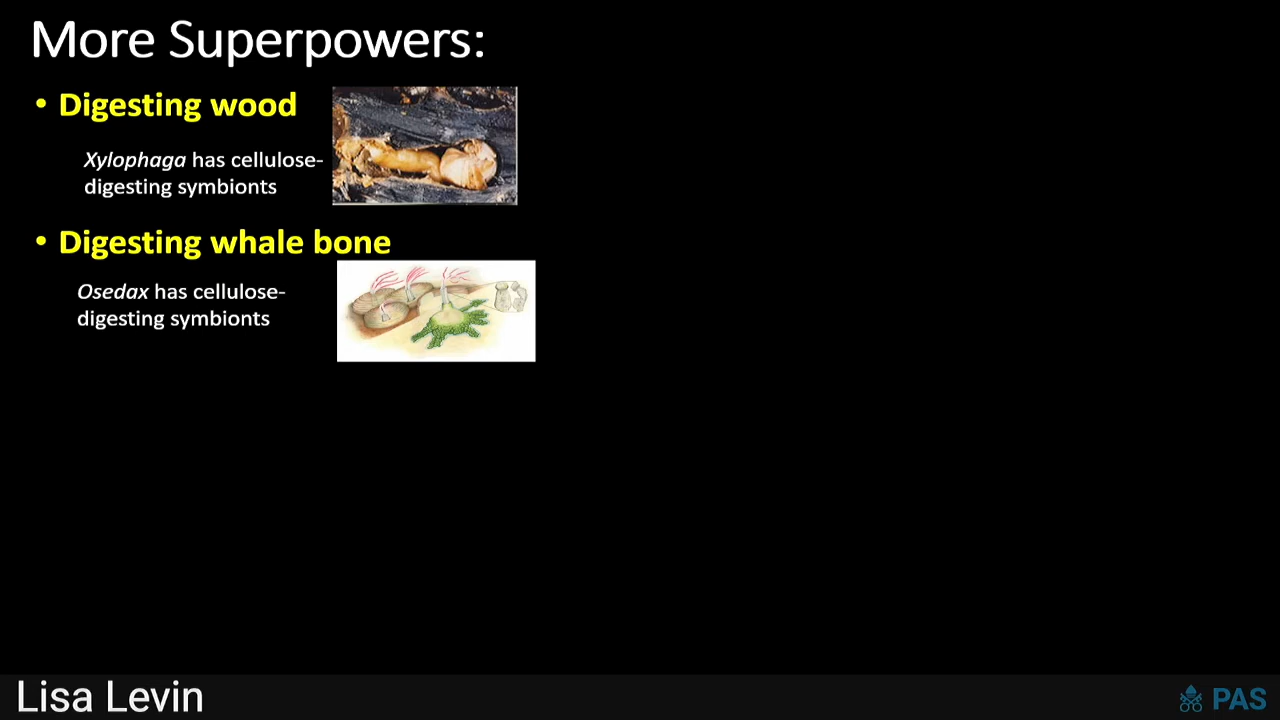 More Superpowers:
• Digesting wood
Xylophaga has cellulose-
digesting symbionts
• Digesting whale bone
Osedax has cellulose-
digesting symbionts
Lisa Levin
PAS